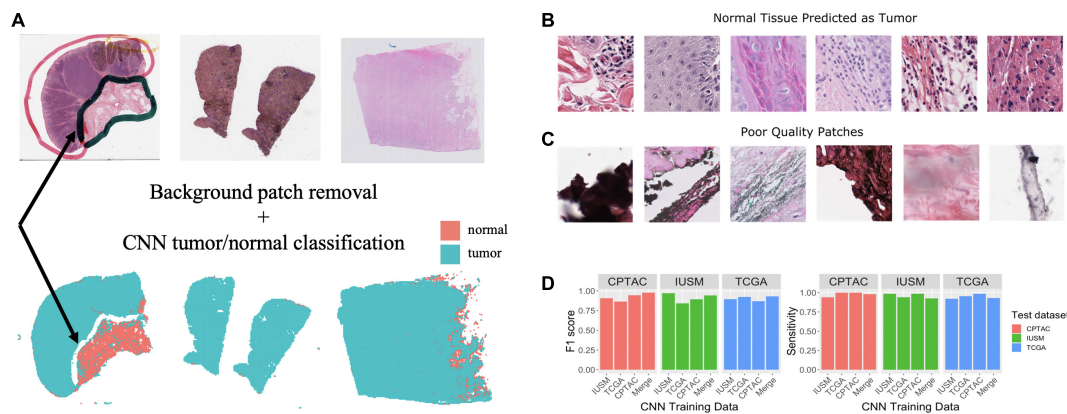 A
Background patch removal
+
CNN tumor/normal classification
normal
tumor
B
Normal Tissue Predicted as Tumor
C
Poor Quality Patches
D
CPTAC IUSM TCGA
1.00
0.75
0.50
0.25
0.00
F1 score
IUSM TCGA CPTAC Merge IUSM TCGA CPTAC Merge IUSM TCGA CPTAC Merge
CNN Training Data
CPTAC IUSM TCGA
1.00
0.75
0.50
0.25
0.00
Sensitivity
IUSM TCGA CPTAC Merge IUSM TCGA CPTAC Merge IUSM TCGA CPTAC Merge
CNN Training Data
Test dataset
CPTAC
IUSM
TCGA